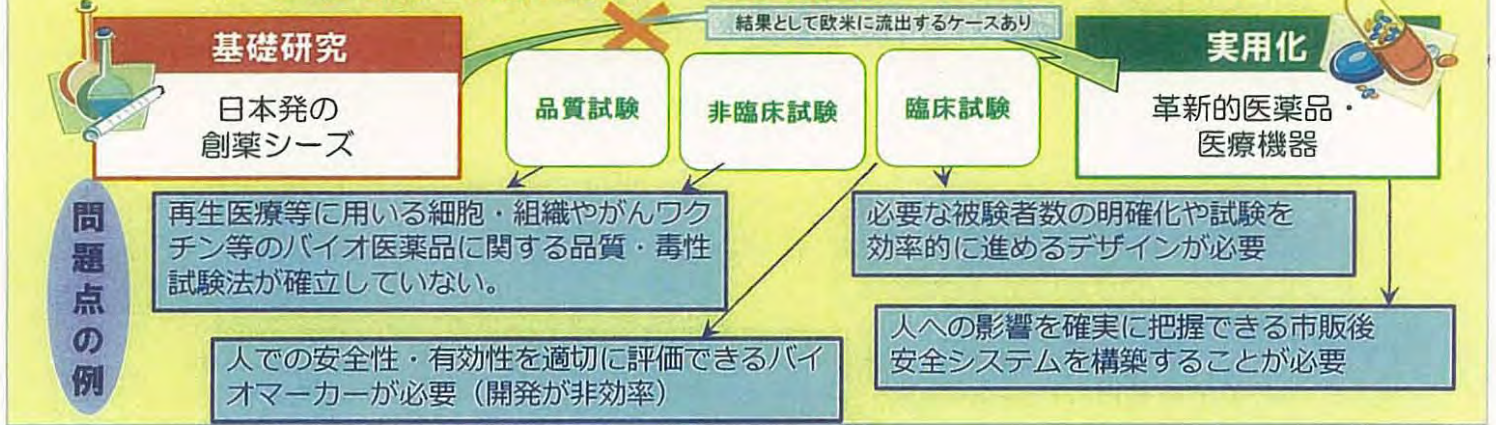 結果として欧米に流出するケースあり
基礎研究
日本発の
創薬シーズ
品質試験
非臨床試験
臨床試験
実用化
革新的医薬品・
医療機器
問題点の例
再生医療等に用いる細胞・組織やがんワク
チン等のバイオ医薬品に関する品質・毒性
試験法が確立していない。
必要な被験者数の明確化や試験を
効率的に進めるデザインが必要
人での安全性・有効性を適切に評価できるバイ
オマーカーが必要（開発が非効率）
人への影響を確実に把握できる市販後
安全システムを構築することが必要